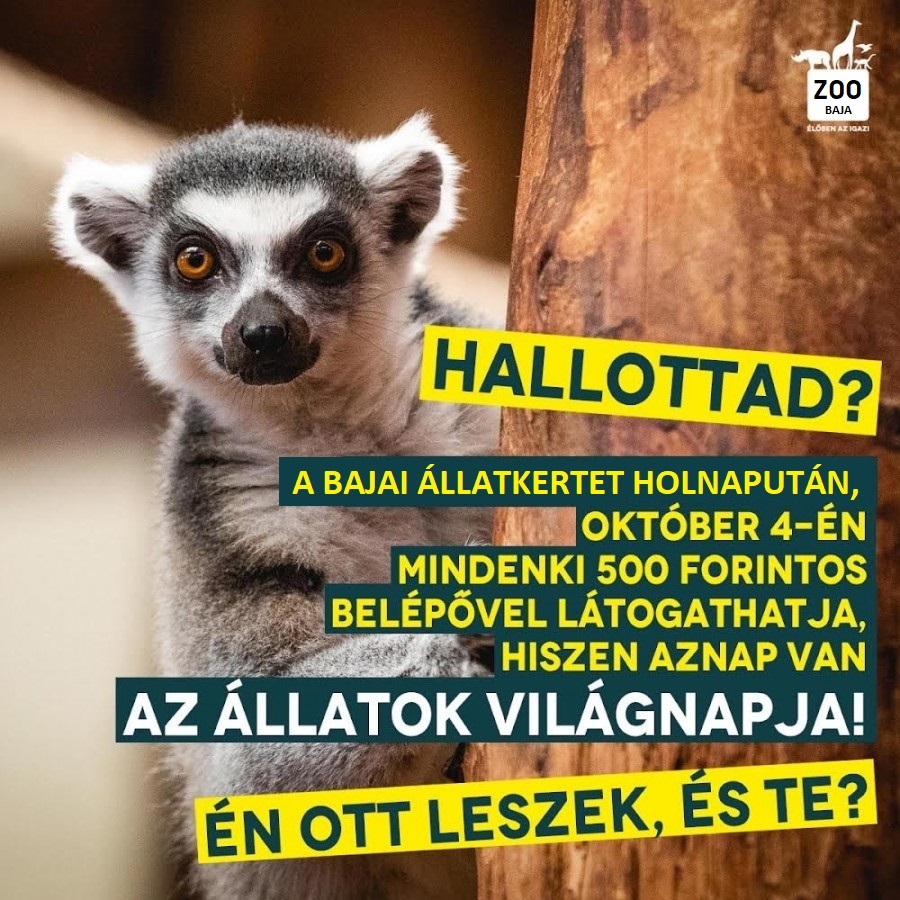 ZOO
BAJA
ÉLŐBEN AZ IGAZI
HALLOTTAD?
A BAJAI ÁLLATKERTET HOLNAPUTÁN,
OKTÓBER 4-ÉN
MINDENKI 500 FORINTOS
BELÉPŐVEL LÁTOGATHATJA,
HISZEN AZNAP VAN
AZ ÁLLATOK VILÁGNAPJA!
ÉN OTT LESZEK, ÉS TE?